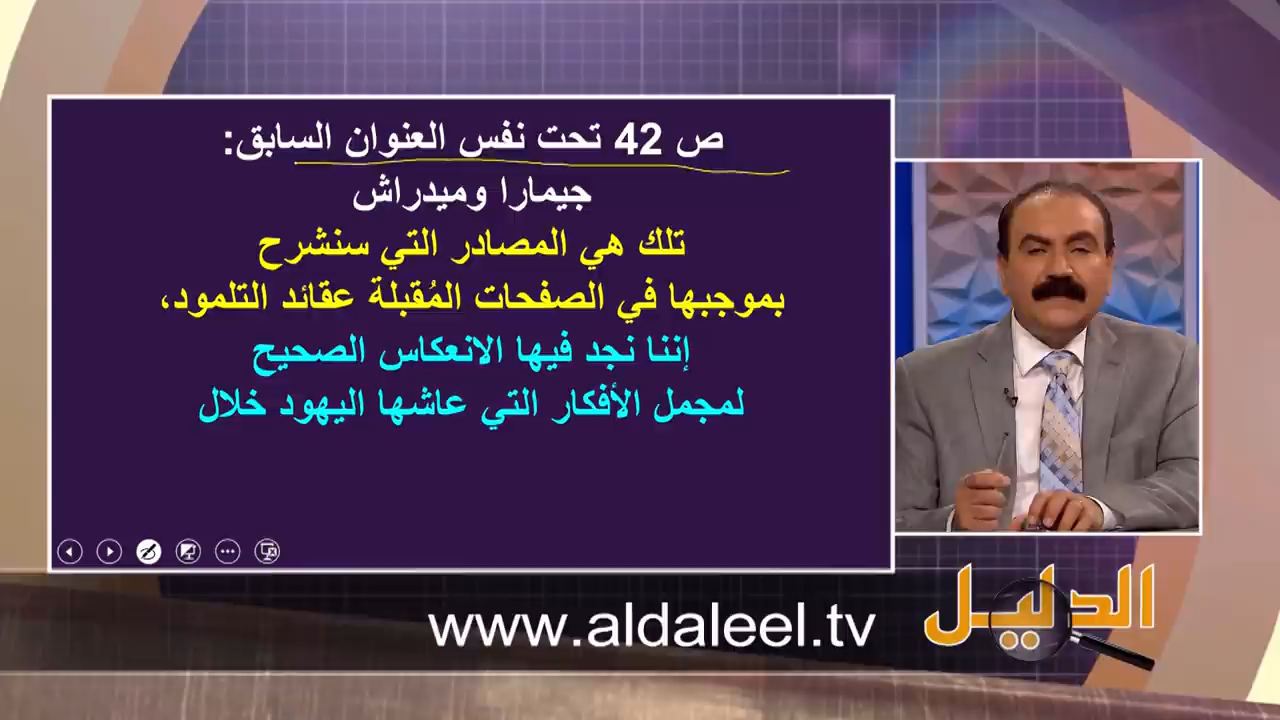 ص 42 تحت نفس العنوان السابق:
جيمارا وميدراش
تلك هي المصادر التي سنشرح
بموجبها في الصفحات المُقبلة عقائد التلمود،
إننا نجد فيها الانعكاس الصحيح
لمجمل الأفكار التي عاشها اليهود خلال
www.aldaleel.tv
الدليل